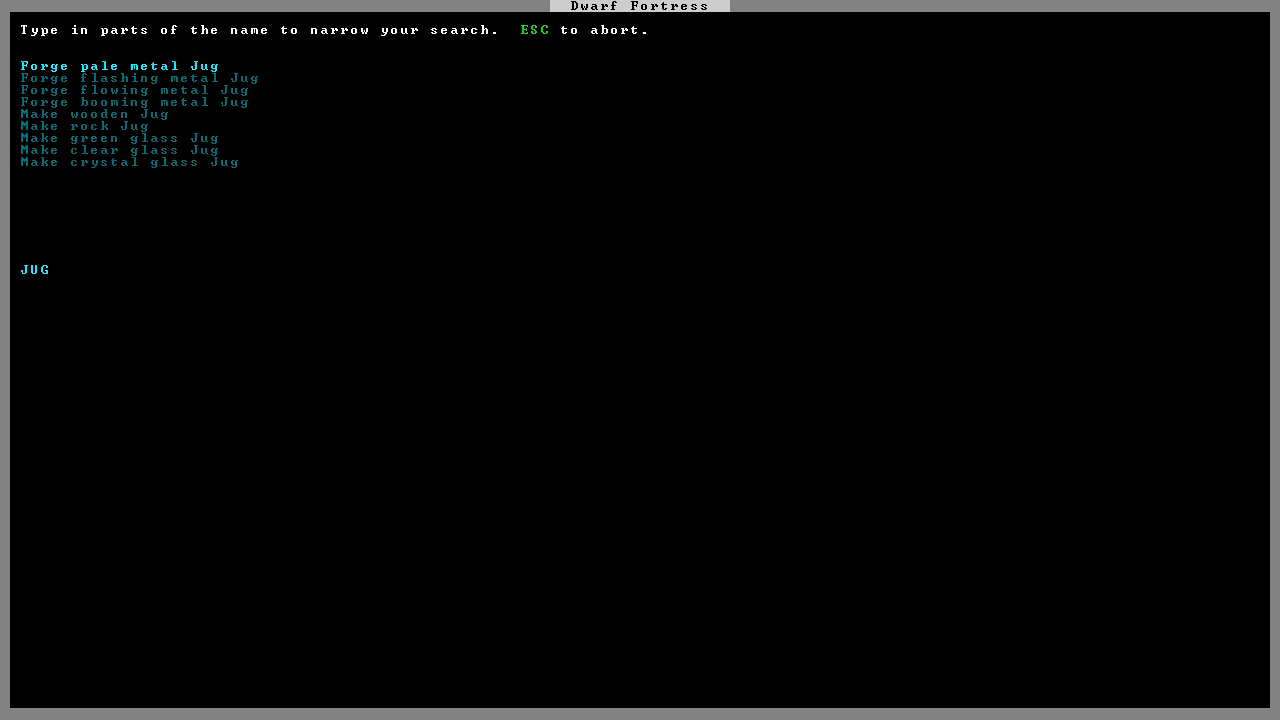 Dwarf Fortress
Type in parts of the name to narrow your search.  ESC to abort.
Forge pale metal Jug
Forge flashing metal Jug
Forge flowing metal Jug
Forge booming metal Jug
Make wooden Jug
Make rock Jug
Make green glass Jug
Make clear glass Jug
Make crystal glass Jug
JUG